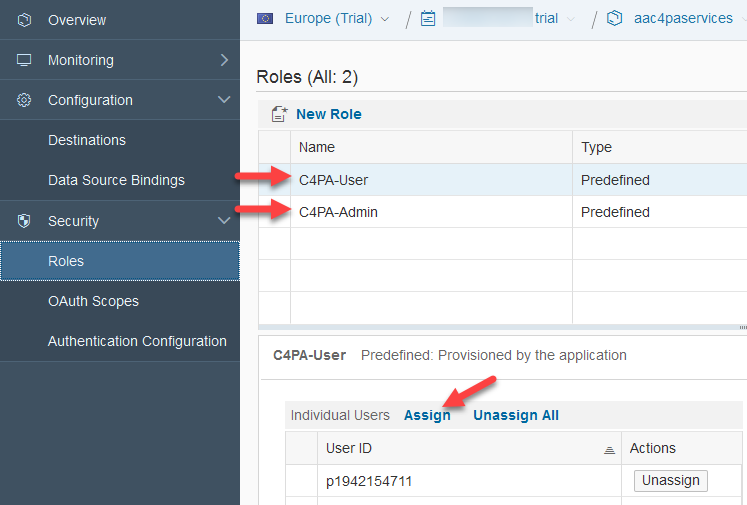 Overview
Monitoring
Configuration
Destinations
Data Source Bindings
Security
Roles
OAuth Scopes
Authentication Configuration
Europe (Trial) / trial / aac4paservices
Roles (All: 2)
New Role
Name Type
C4PA-User Predefined
C4PA-Admin Predefined
C4PA-User Predefined: Provisioned by the application
Individual Users Assign Unassign All
User ID Actions
p1942154711 Unassign